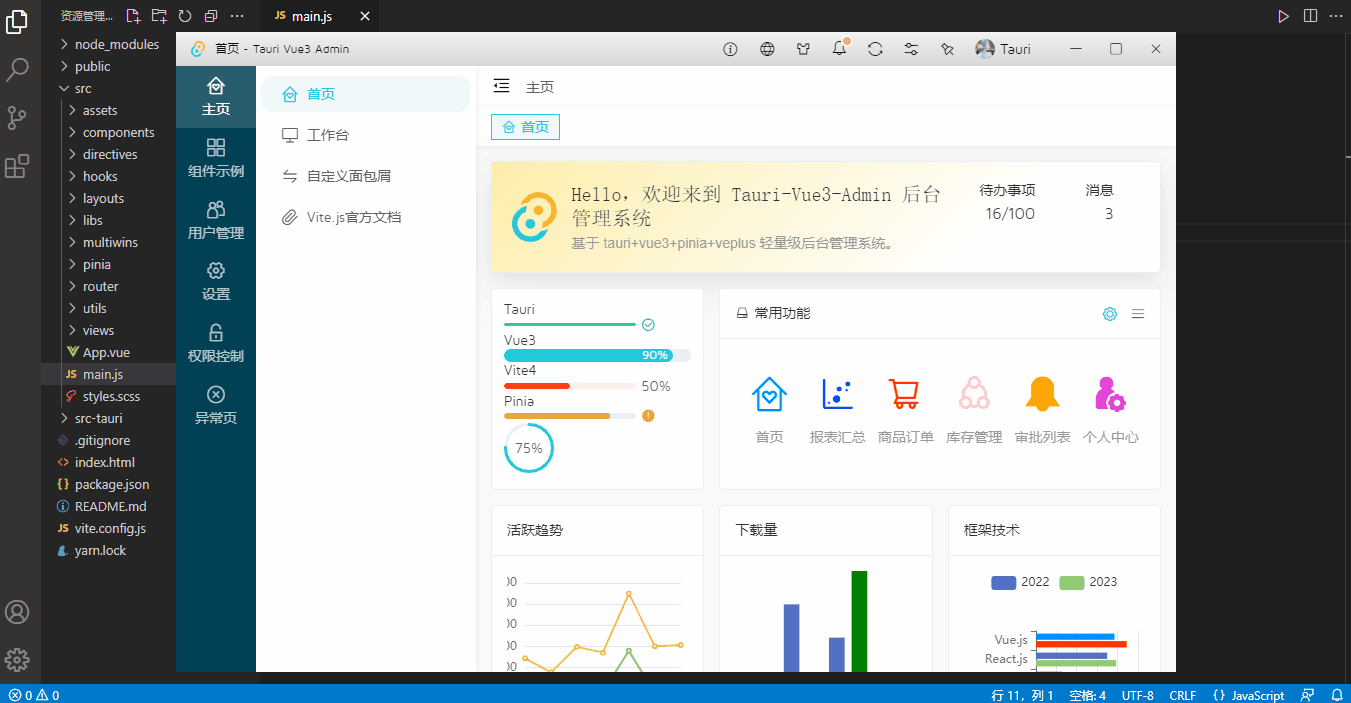 资源管理...
JS main.js
node_modules
public
src
assets
components
directives
hooks
layouts
libs
multiwins
pinia
router
utils
views
App.vue
JS main.js
styles.scss
src-tauri
.gitignore
index.html
package.json
README.md
JS vite.config.js
yarn.lock
首页 - Tauri Vue3 Admin
Tauri
主页
组件示例
用户管理
设置
权限控制
异常页
首页
工作台
自定义面包屑
Vite.js官方文档
主页
首页
Hello，欢迎来到 Tauri-Vue3-Admin 后台
管理系统
基于 tauri+vue3+pinia+veplus 轻量级后台管理系统。
待办事项
16/100
消息
3
Tauri
Vue3
90%
Vite4
50%
Pinia
75%
常用功能
首页
报表汇总
商品订单
库存管理
审批列表
个人中心
活跃趋势
00
00
00
00
00
下载量
框架技术
2022
2023
Vue.js
React.js
0
0
行 11，列 1
空格: 4
UTF-8
CRLF
{} JavaScript